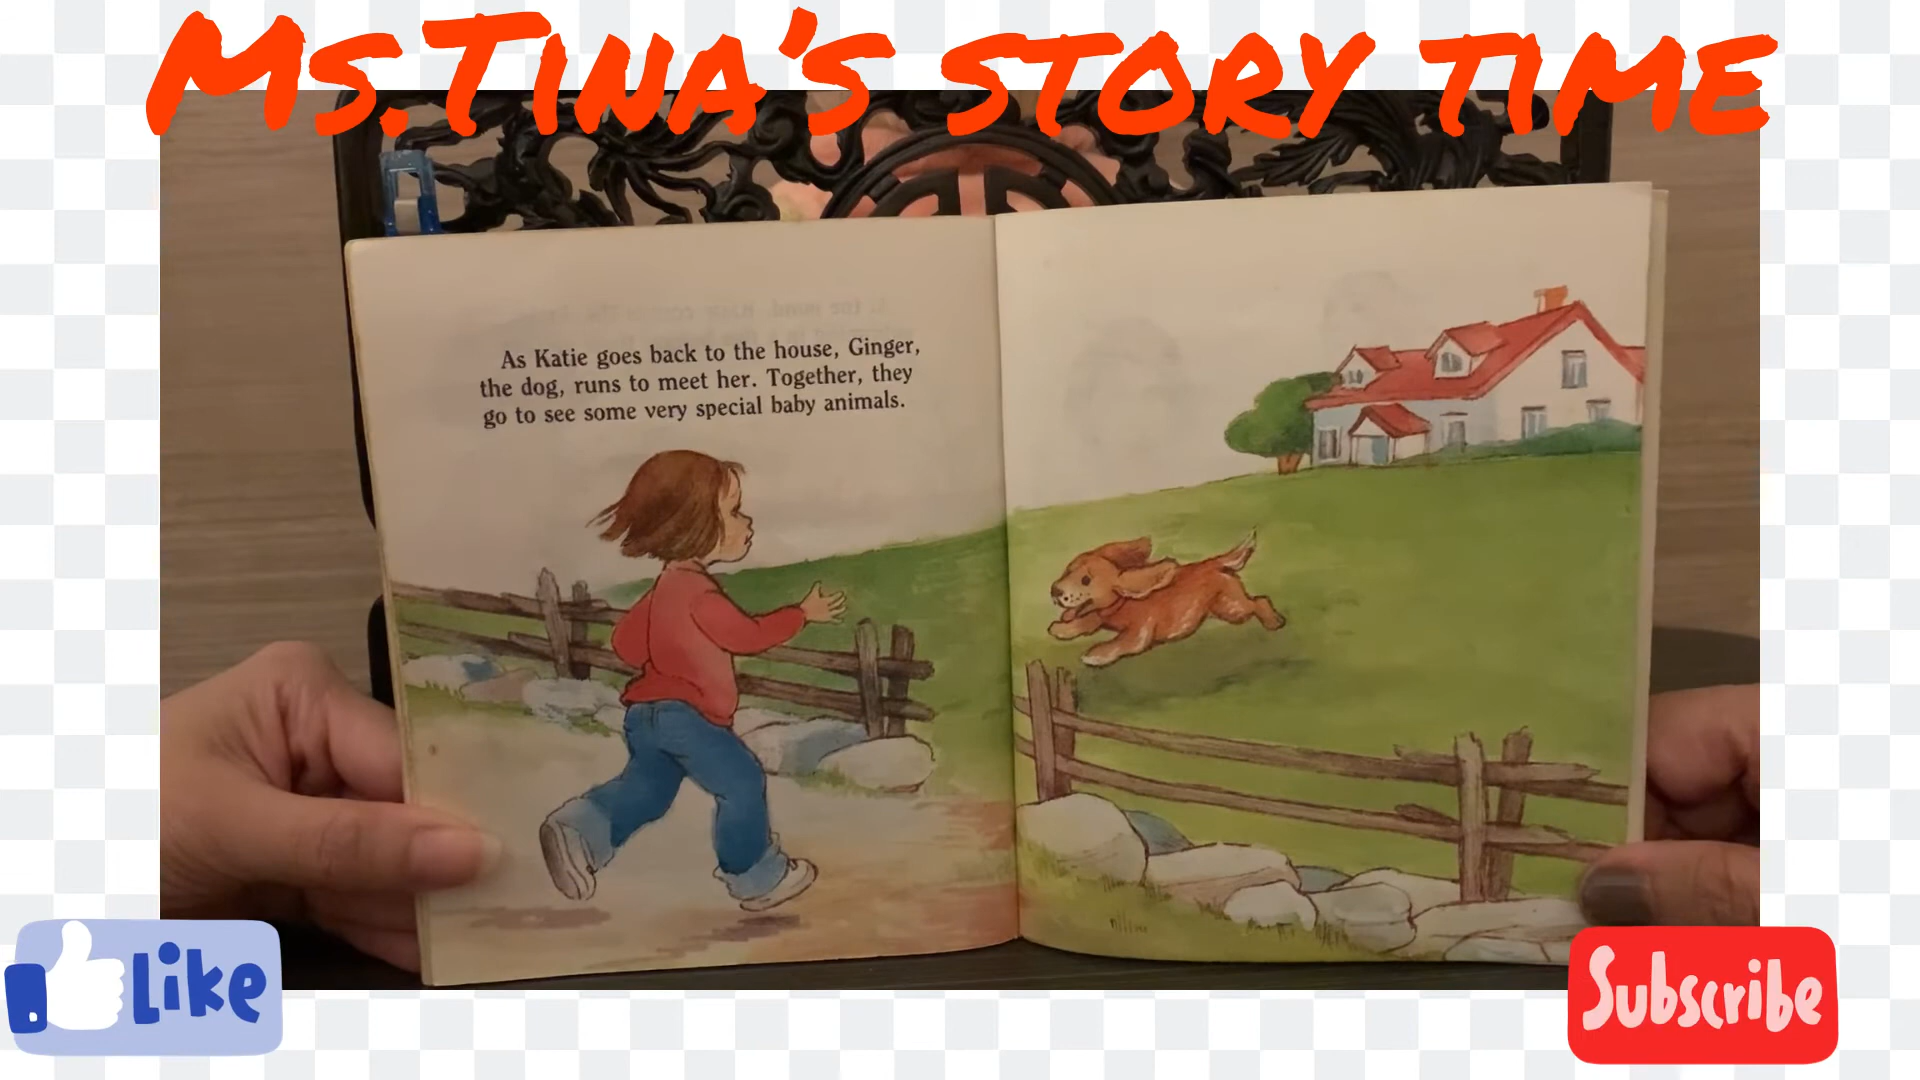 Ms.Tina's story time
As Katie goes back to the house, Ginger,
the dog, runs to meet her. Together, they
go to see some very special baby animals.
Like
Subscribe